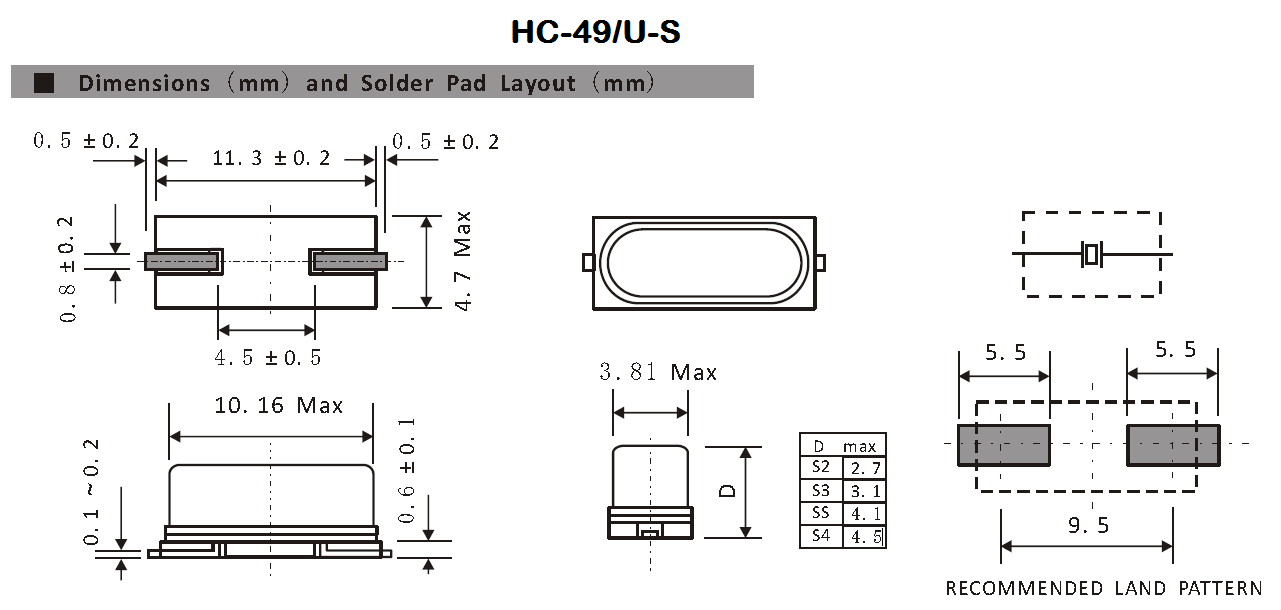 HC-49/U-S
■ Dimensions (mm) and Solder Pad Layout (mm)
0.5 ±0.2
11.3 ±0.2
0.5 ±0.2
0.8 ±0.2
4.7 Max
4.5 ±0.5
5.5
5.5
3.81 Max
10.16 Max
0.1 ~0.2
0.6 ±0.1
D
D max
S2 2.7
S3 3.1
SS 4.1
S4 4.5
9.5
RECOMMENDED LAND PATTERN